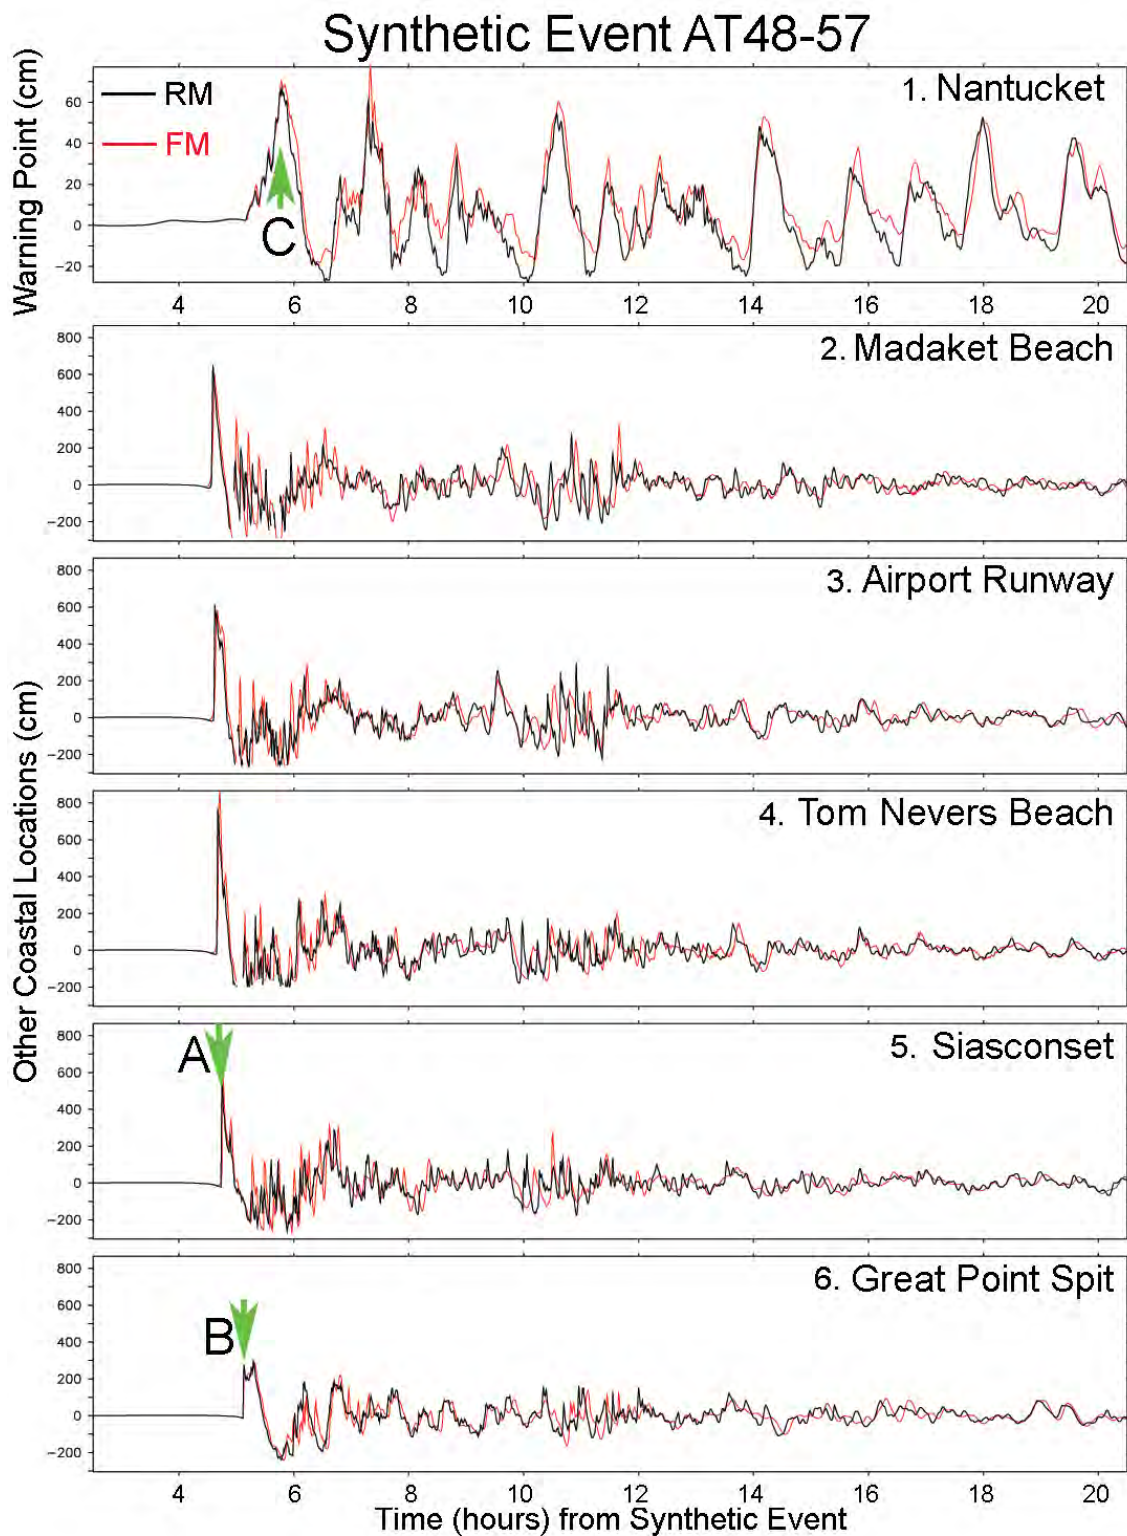 Synthetic Event AT48-57
Warning Point (cm)
RM
FM
1. Nantucket
C
60
40
20
0
−20
4 6 8 10 12 14 16 18 20
Other Coastal Locations (cm)
2. Madaket Beach
800
600
400
200
0
−200
3. Airport Runway
800
600
400
200
0
−200
4. Tom Nevers Beach
800
600
400
200
0
−200
5. Siasconset
A
800
600
400
200
0
−200
6. Great Point Spit
B
800
600
400
200
0
−200
4 6 8 10 12 14 16 18 20
Time (hours) from Synthetic Event